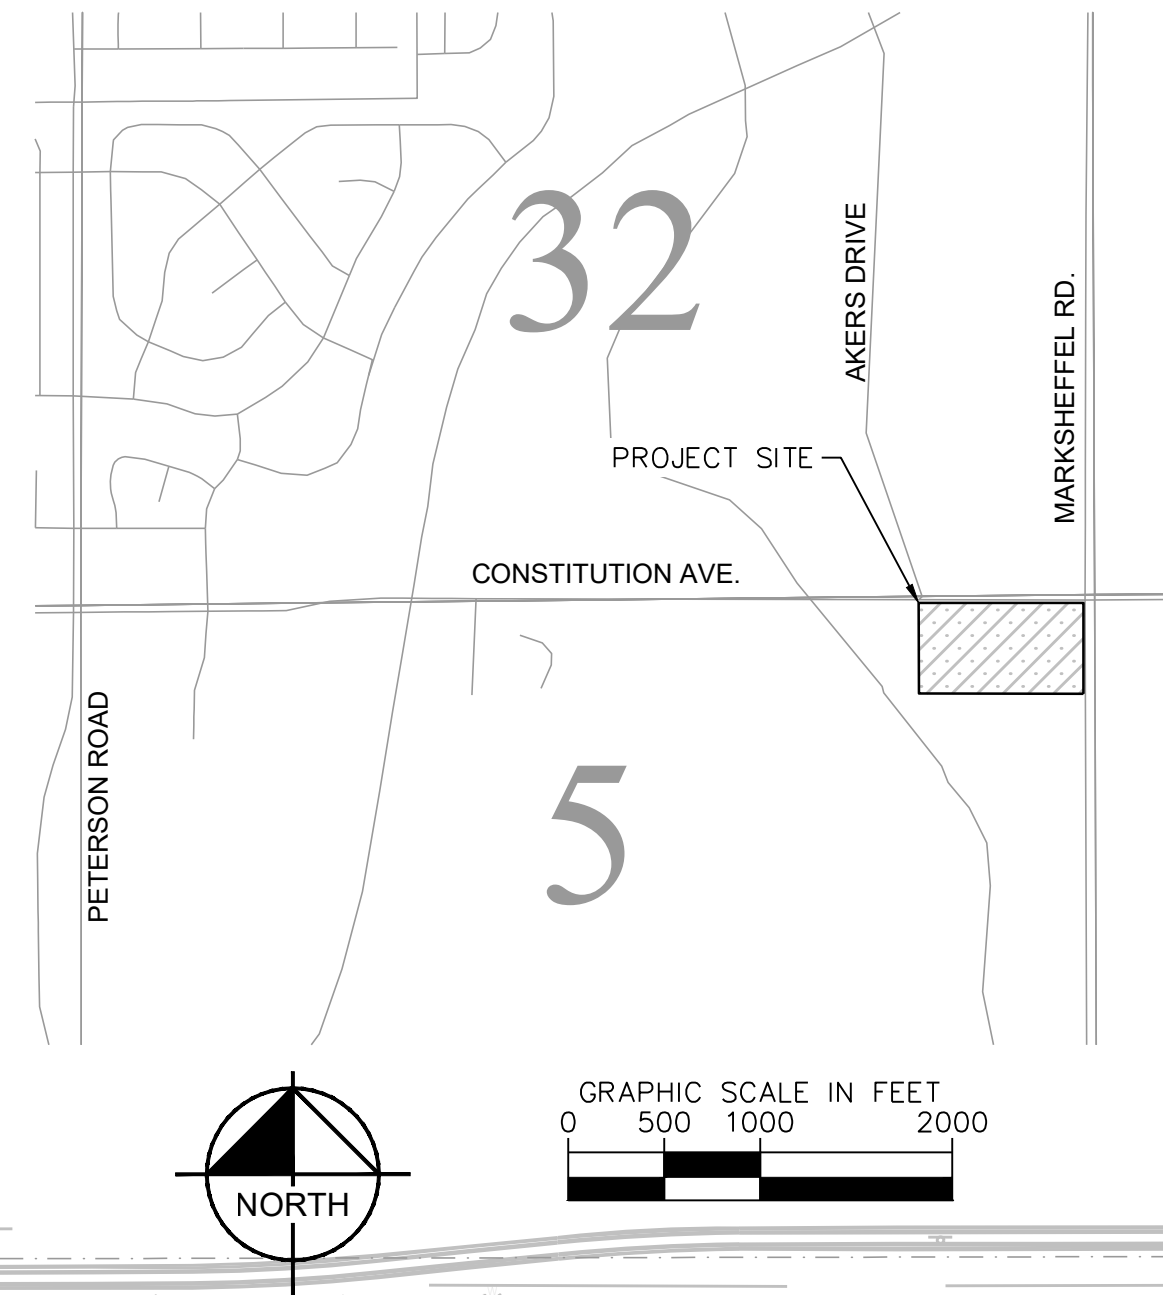 32
AKERS DRIVE
MARKSHEFFEL RD.
PROJECT SITE
CONSTITUTION AVE.
PETERSON ROAD
5
NORTH
GRAPHIC SCALE IN FEET
0 500 1000 2000